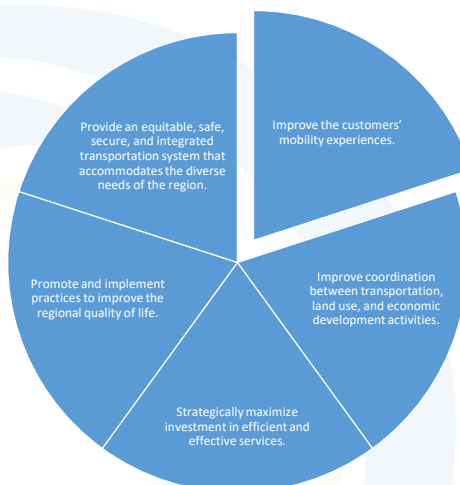 Improve the customers’
mobility experiences.
Improve coordination
between transportation,
land use, and economic
development activities.
Strategically maximize
investment in efficient and
effective services.
Promote and implement
practices to improve the
regional quality of life.
Provide an equitable, safe,
secure, and integrated
transportation system that
accommodates the diverse
needs of the region.